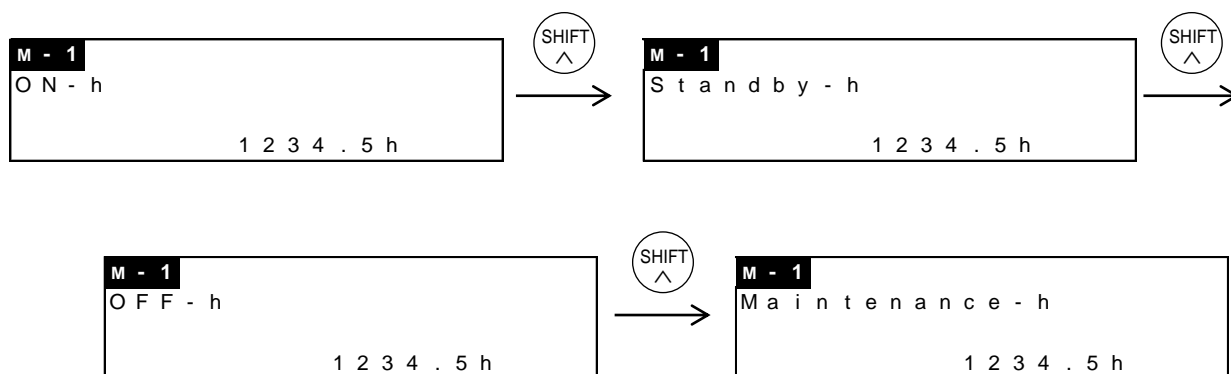 M - 1
ON-h
1234.5h
SHIFT
M - 1
Standby-h
1234.5h
SHIFT
M - 1
OFF-h
1234.5h
SHIFT
M - 1
Maintenance-h
1234.5h